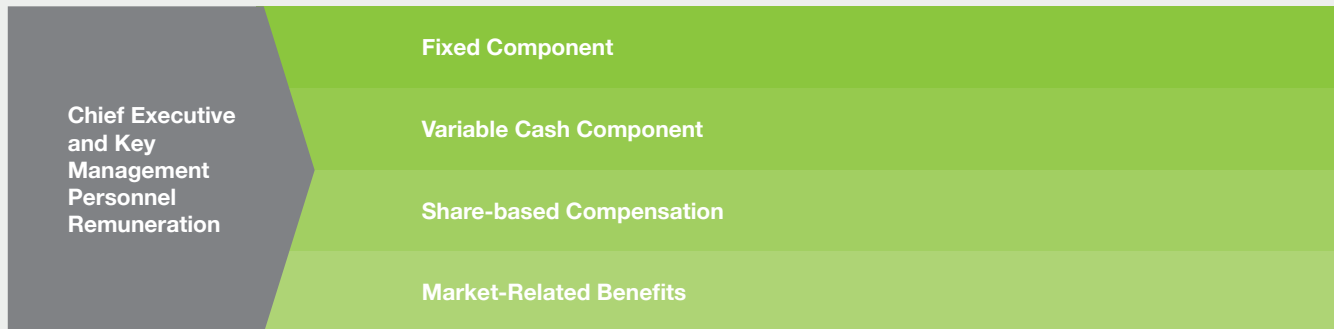 Chief Executive
and Key
Management
Personnel
Remuneration
Fixed Component
Variable Cash Component
Share-based Compensation
Market-Related Benefits